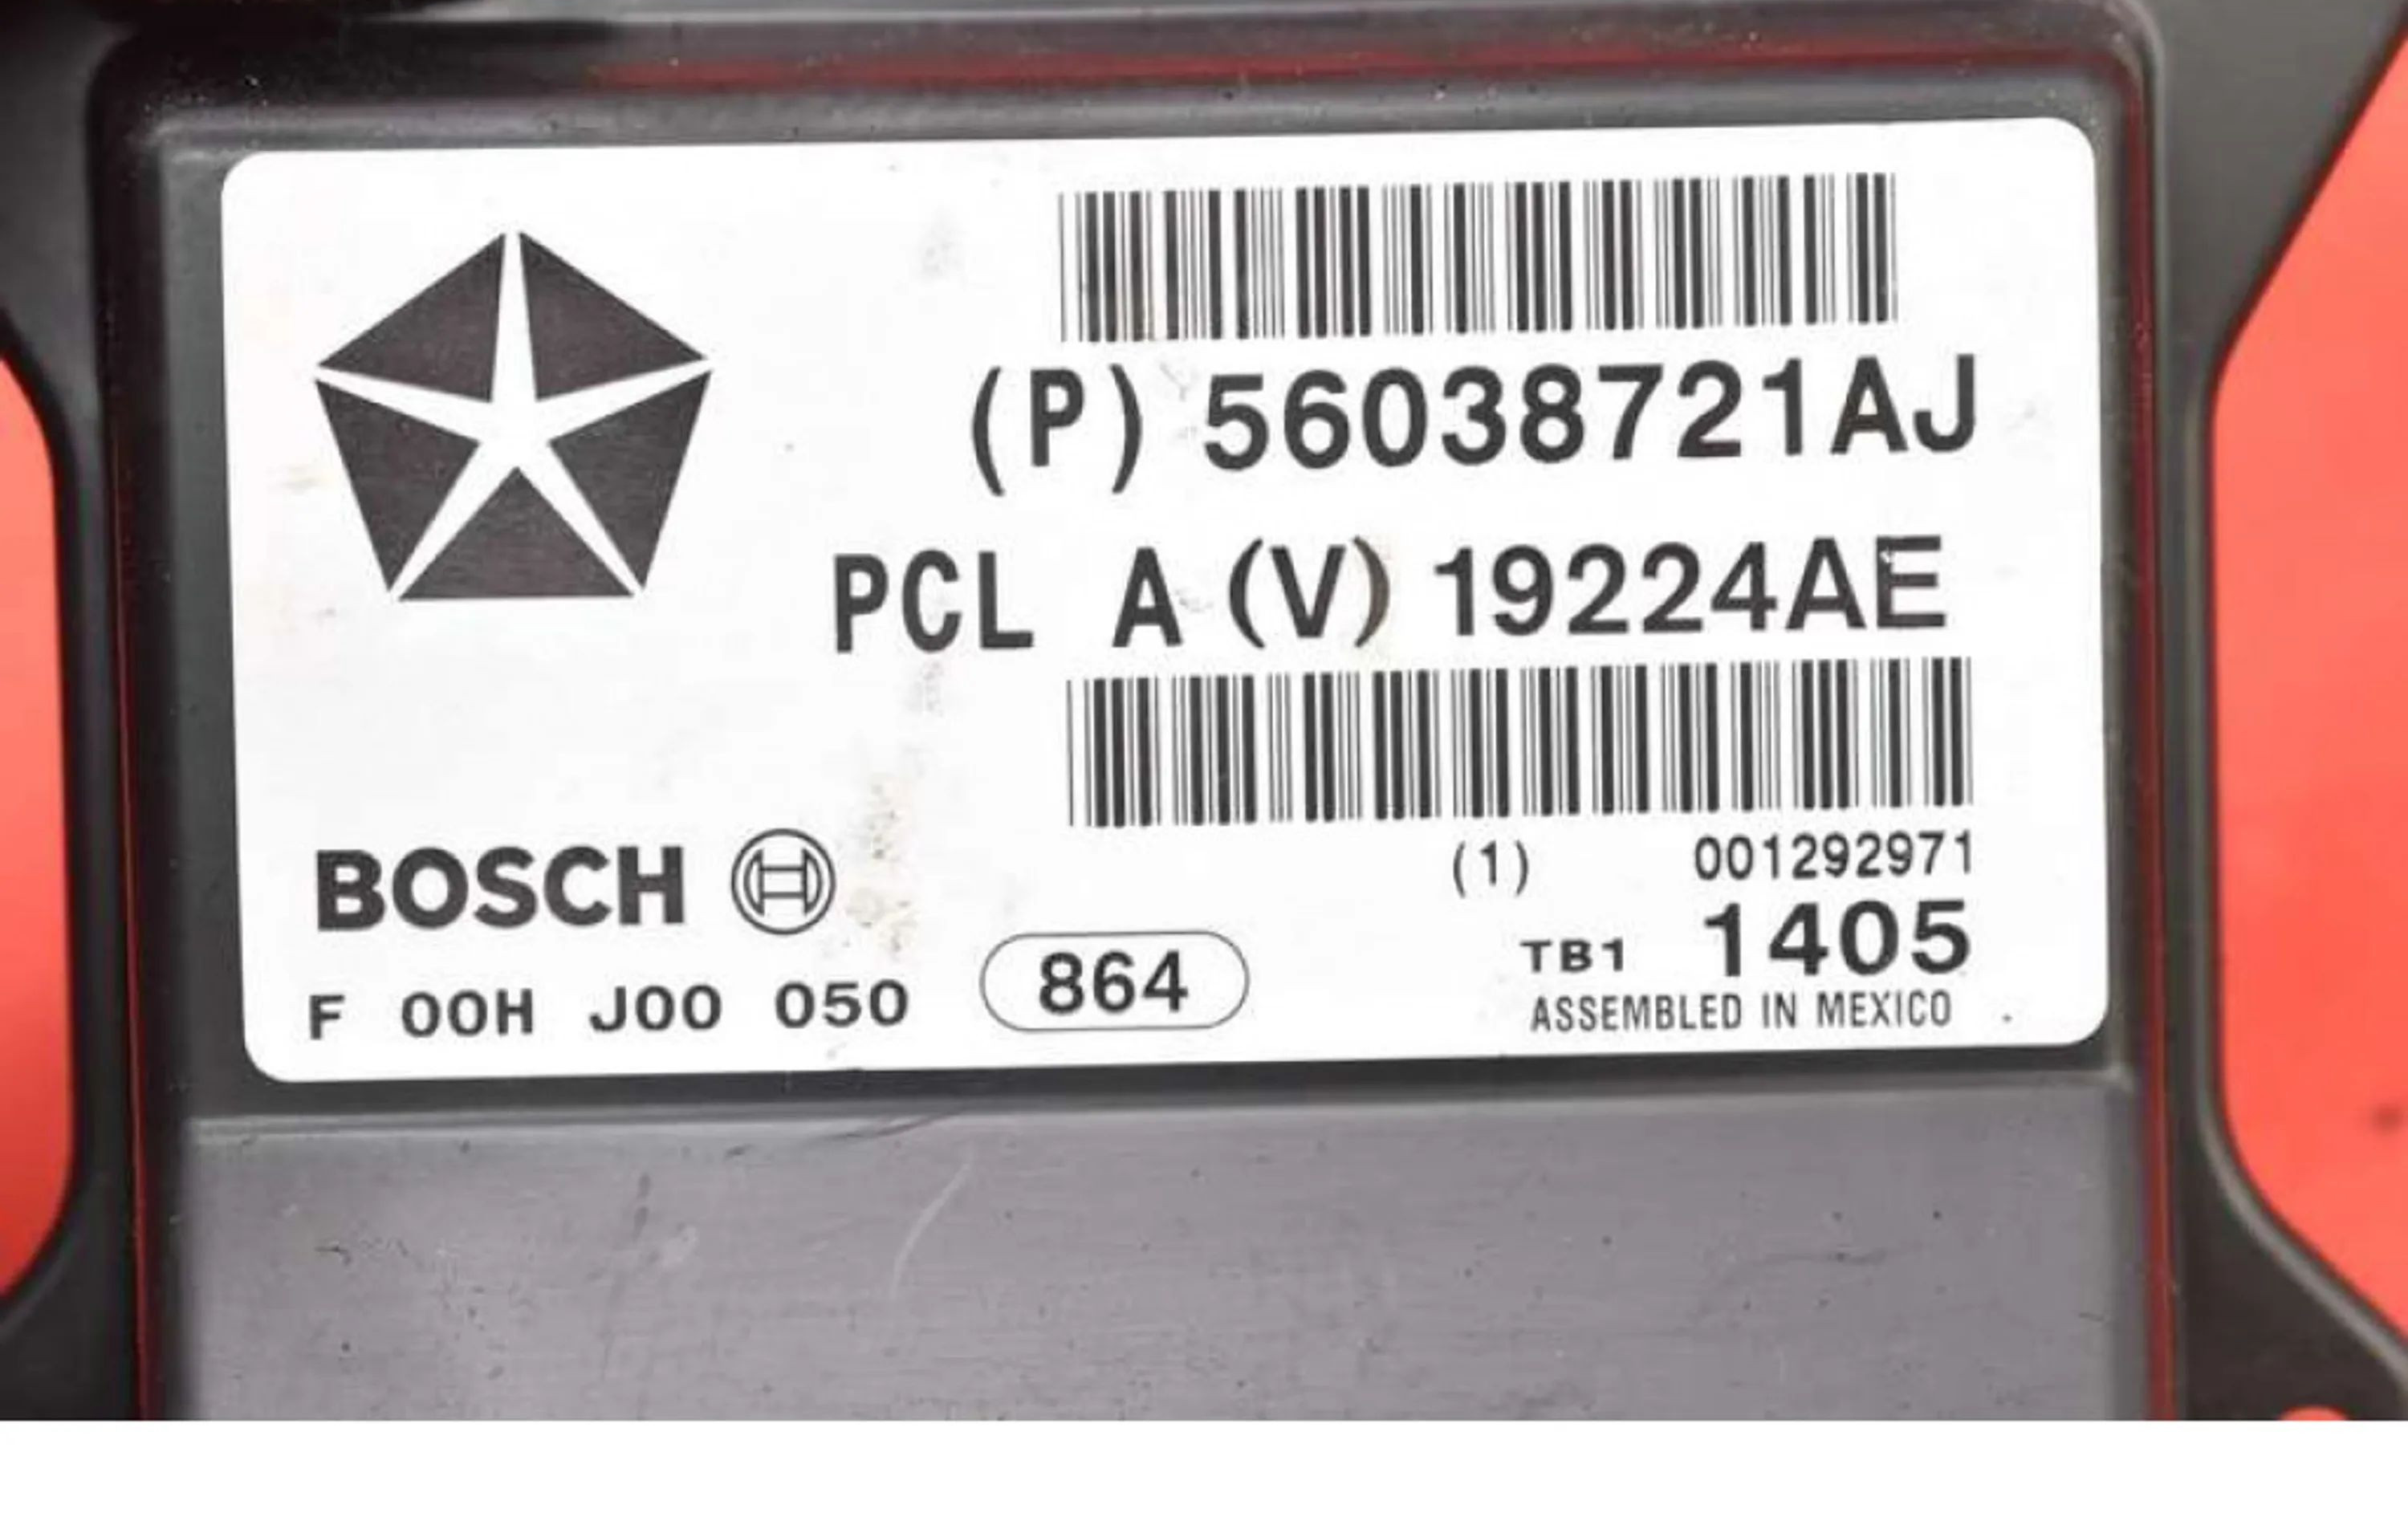 (P) 56038721AJ
PCL A (V) 19224AE
(1) 001292971
BOSCH
TB1 1405
F 00H J00 050 864
ASSEMBLED IN MEXICO